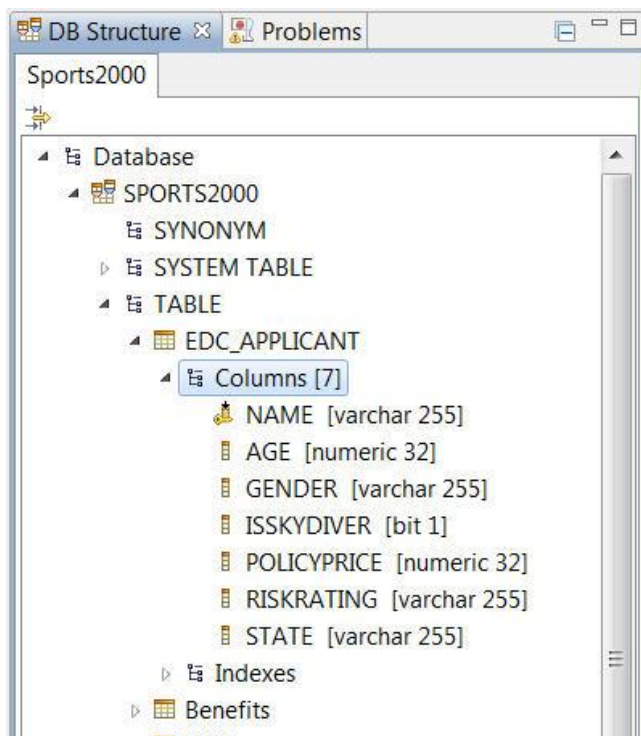 DB Structure Problems
Sports2000
Database
SPORTS2000
SYNONYM
SYSTEM TABLE
TABLE
EDC_APPLICANT
Columns [7]
NAME [varchar 255]
AGE [numeric 32]
GENDER [varchar 255]
ISSKYDIVER [bit 1]
POLICYPRICE [numeric 32]
RISKRATING [varchar 255]
STATE [varchar 255]
Indexes
Benefits